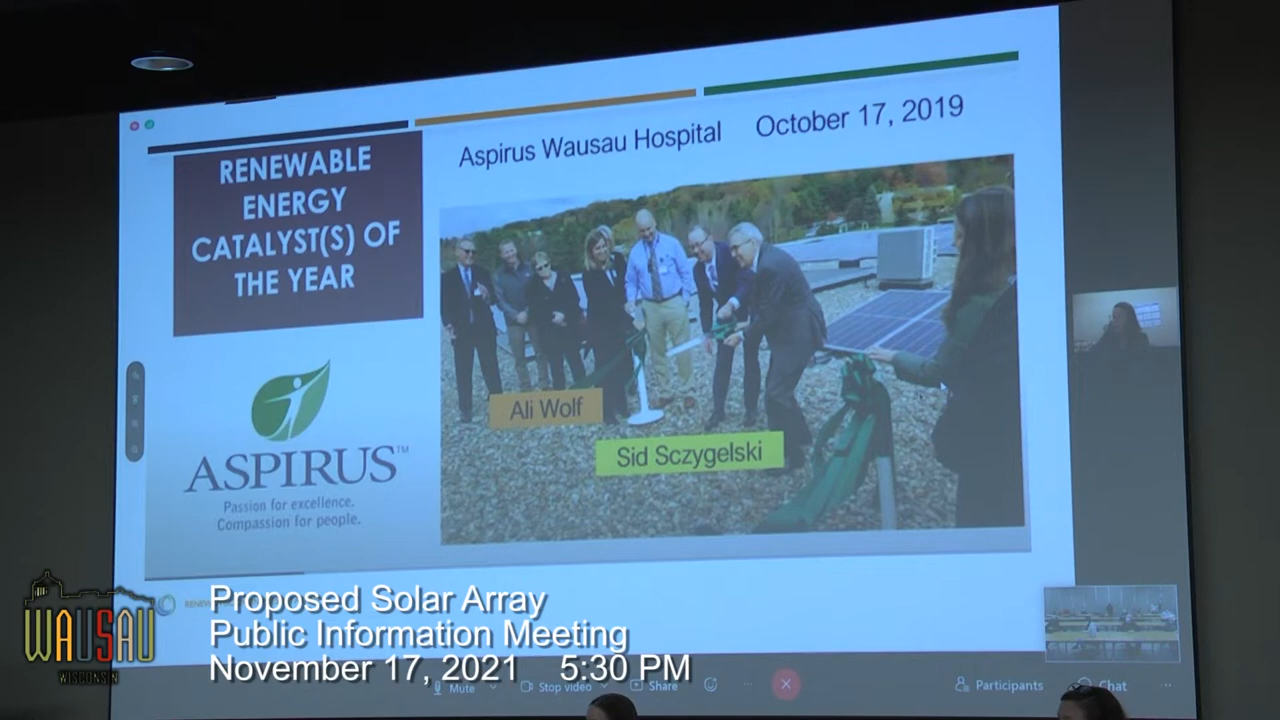 Aspirus Wausau Hospital October 17, 2019
RENEWABLE
ENERGY
CATALYST(S) OF
THE YEAR
Ali Wolf
Sid Sczygelski
ASPIRUS™
Passion for excellence.
Compassion for people.
WAUSAU
WISCONSIN
Proposed Solar Array
Public Information Meeting
November 17, 2021 5:30 PM
Mute
Stop video
Share
Participants
Chat